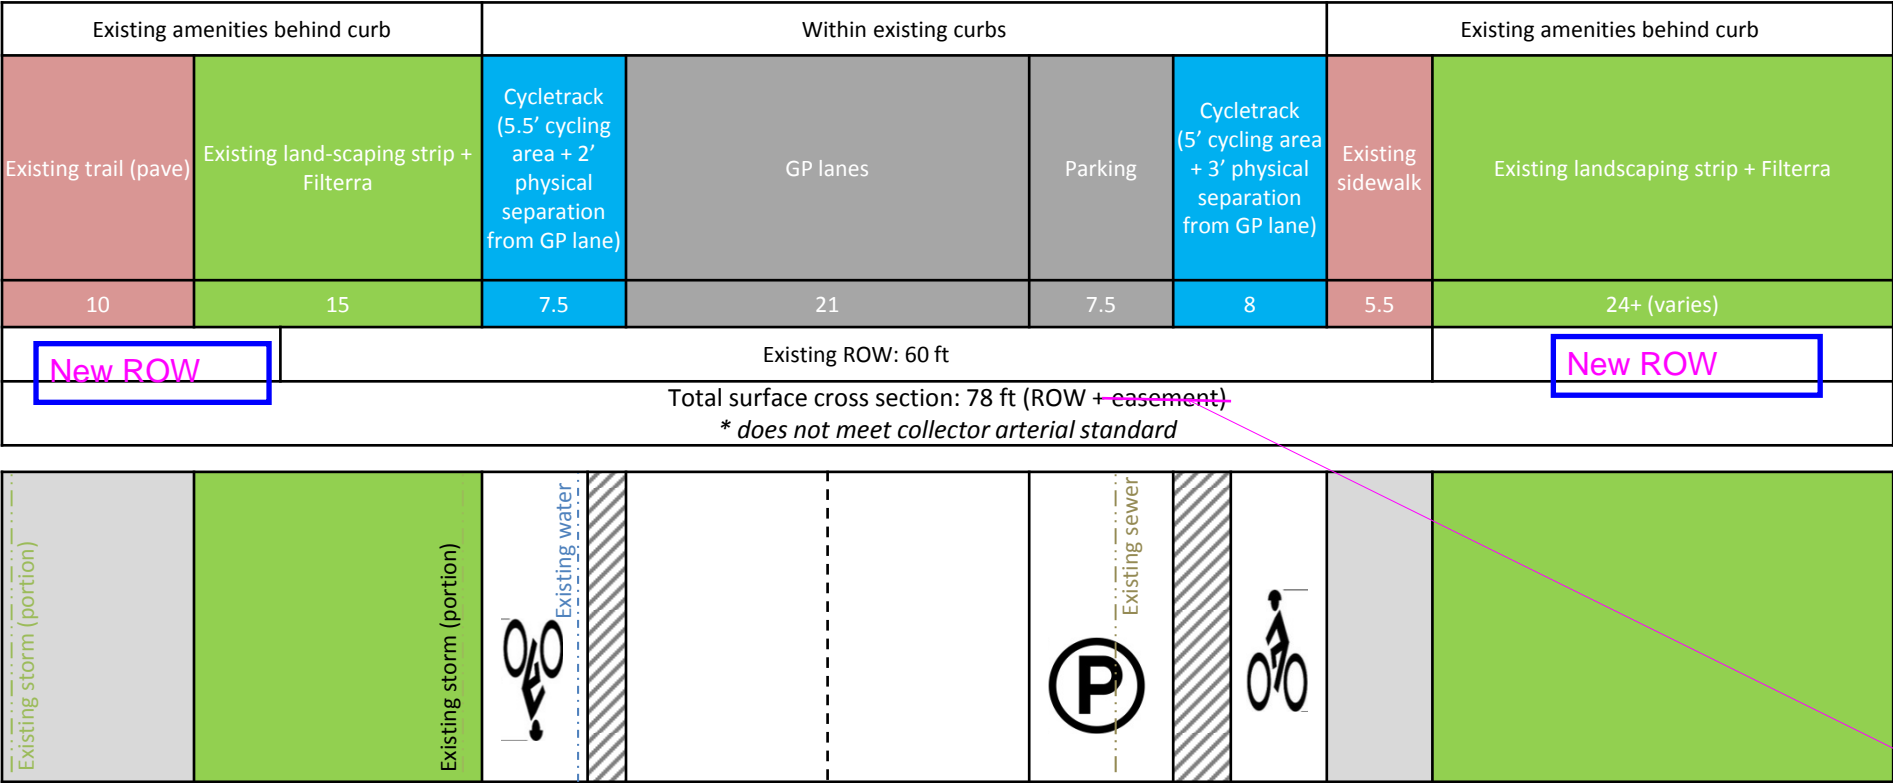 Existing amenities behind curb
Within existing curbs
Existing amenities behind curb
Existing trail (pave)
Existing land-scaping strip +
Filterra
Cycletrack
(5.5’ cycling
area + 2’
physical
separation
from GP lane)
GP lanes
Parking
Cycletrack
(5’ cycling area
+ 3’ physical
separation
from GP lane)
Existing
sidewalk
Existing landscaping strip + Filterra
10
15
7.5
21
7.5
8
5.5
24+ (varies)
New ROW
Existing ROW: 60 ft
New ROW
Total surface cross section: 78 ft (ROW + easement)
* does not meet collector arterial standard
Existing storm (portion)
Existing storm (portion)
Existing water
Existing sewer
P